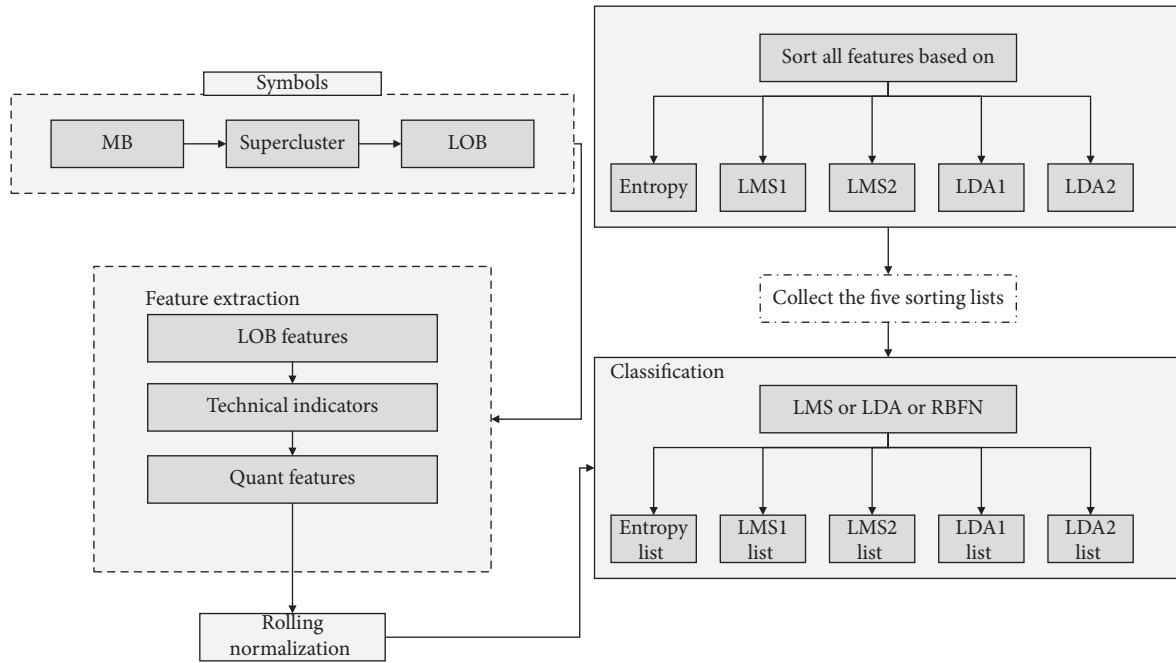 Symbols
MB
Supercluster
LOB
Feature extraction
LOB features
Technical indicators
Quant features
Rolling
normalization
Sort all features based on
Entropy
LMS1
LMS2
LDA1
LDA2
Collect the five sorting lists
Classification
LMS or LDA or RBFN
Entropy
list
LMS1
list
LMS2
list
LDA1
list
LDA2
list